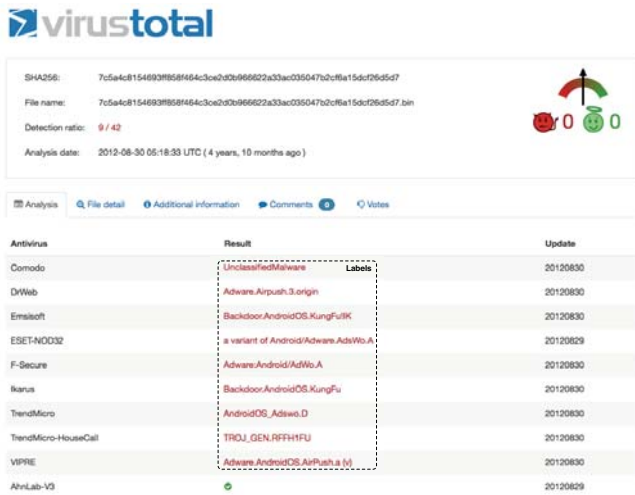 virustotal
SHA256: 7c5a4c8154693ff858f464c3ce2d0b966622a33ac035047b2cf6a15dcf26d5d7
File name: 7c5a4c8154693ff858f464c3ce2d0b966622a33ac035047b2cf6a15dcf26d5d7.bin
Detection ratio: 9 / 42
Analysis date: 2012-08-30 05:18:33 UTC ( 4 years, 10 months ago )
0 0
Analysis File detail Additional information Comments 0 Votes
Antivirus Result Update
Comodo UnclassifiedMalware Labels 20120830
DrWeb Adware.Airpush.3.origin 20120830
Emsisoft Backdoor.AndroidOS.KungFu!IK 20120830
ESET-NOD32 a variant of Android/Adware.AdsWo.A 20120829
F-Secure Adware:Android/AdWo.A 20120830
Ikarus Backdoor.AndroidOS.KungFu 20120830
TrendMicro AndroidOS_Adswo.D 20120830
TrendMicro-HouseCall TROJ_GEN.RFFH1FU 20120830
VIPRE Adware.AndroidOS.AirPush.a (v) 20120830
AhnLab-V3 20120829